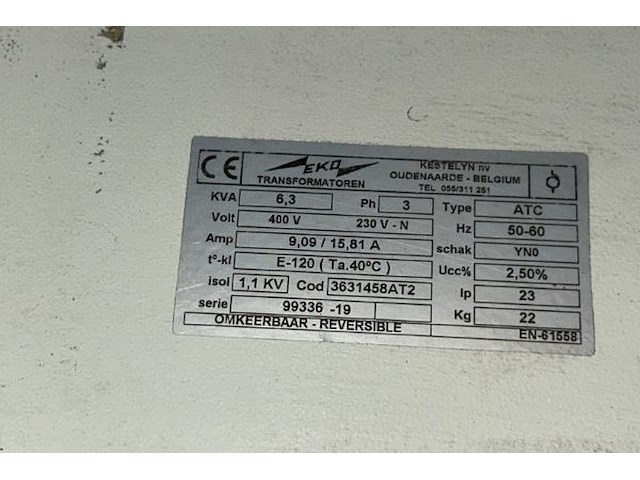 CE EKO KESTELYN nv
TRANSFORMATOREN OUDENAARDE - BELGIUM
TEL 055/311 251
KVA 6,3 Ph 3 Type ATC
Volt 400 V 230 V - N Hz 50-60
Amp 9,09 / 15,81 A schak YN0
t°-kl E-120 ( Ta.40°C ) Ucc% 2,50%
isol 1,1 KV Cod 3631458AT2 Ip 23
serie 99336 -19 Kg 22
OMKEERBAAR - REVERSIBLE EN-61558